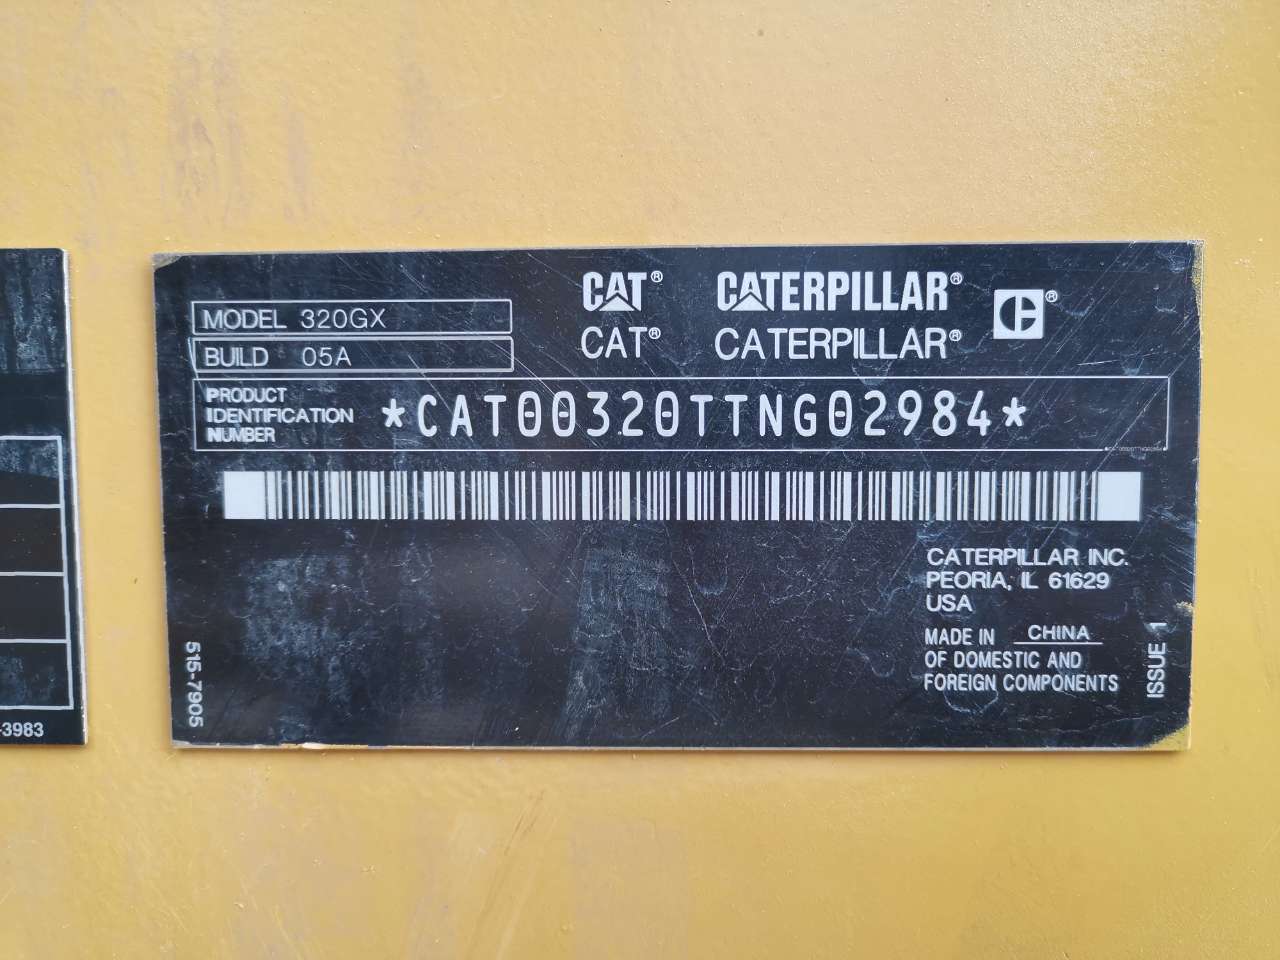 CAT® CATERPILLAR® C®
CAT® CATERPILLAR®
MODEL 320GX
BUILD 05A
PRODUCT
IDENTIFICATION
NUMBER
*CAT00320TTNG02984*
CATERPILLAR INC.
PEORIA, IL 61629
USA
MADE IN CHINA
OF DOMESTIC AND
FOREIGN COMPONENTS
515-7905
ISSUE 1
-3983